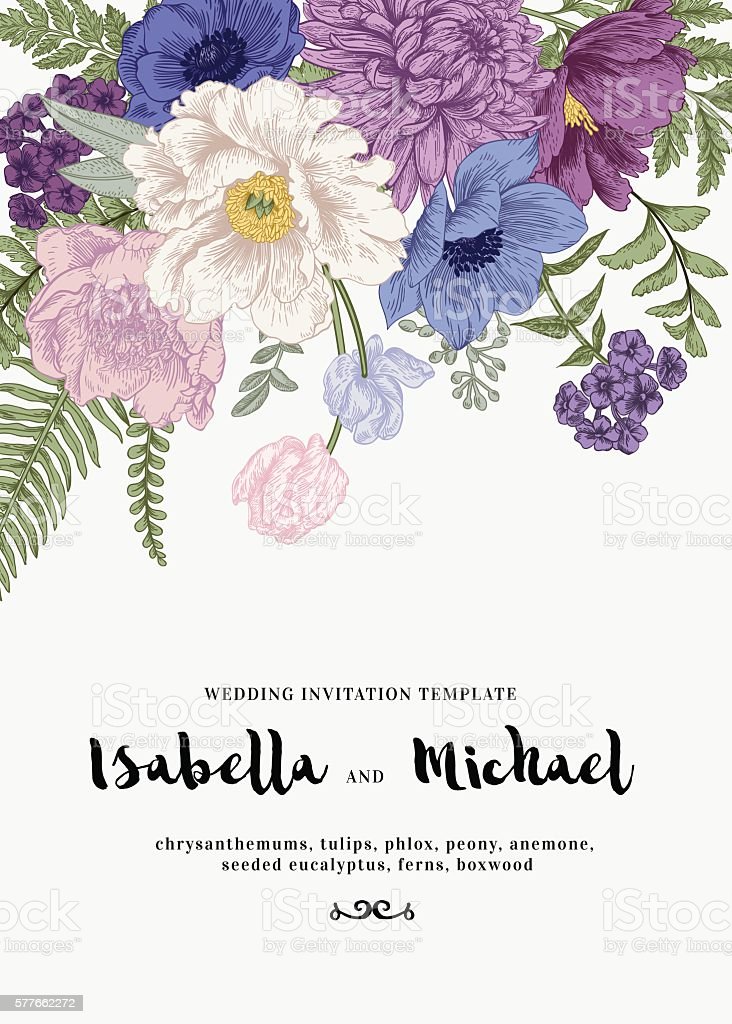 WEDDING INVITATION TEMPLATE
Isabella AND Michael
chrysanthemums, tulips, phlox, peony, anemone,
seeded eucalyptus, ferns, boxwood
iStock
by Getty Images™
577662272